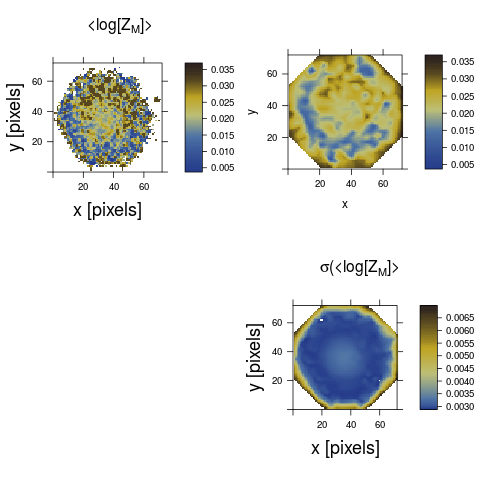 <log[Z_M]>
60
40
20
20 40 60
x [pixels]
y [pixels]
0.035
0.030
0.025
0.020
0.015
0.010
0.005
60
40
20
20 40 60
x
y
0.035
0.030
0.025
0.020
0.015
0.010
0.005
σ(<log[Z_M]>
60
40
20
20 40 60
x [pixels]
y [pixels]
0.0065
0.0060
0.0055
0.0050
0.0045
0.0040
0.0035
0.0030